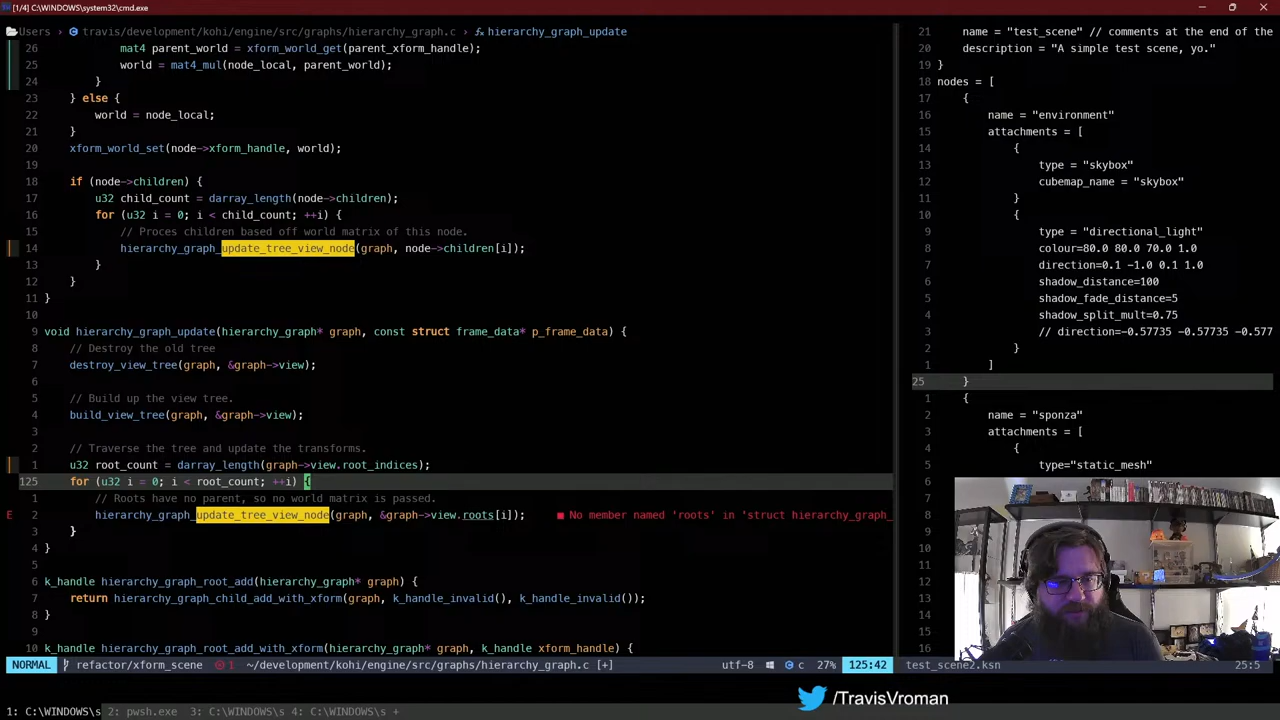 [1/4] C:\WINDOWS\system32\cmd.exe
Users > travis/development/kohi/engine/src/graphs/hierarchy_graph.c > hierarchy_graph_update
26 mat4 parent_world = xform_world_get(parent_xform_handle);
25 world = mat4_mul(node_local, parent_world);
24 }
23 } else {
22 world = node_local;
21 }
20 xform_world_set(node->xform_handle, world);
19
18 if (node->children) {
17 u32 child_count = darray_length(node->children);
16 for (u32 i = 0; i < child_count; ++i) {
15 // Proces children based off world matrix of this node.
14 hierarchy_graph_update_tree_view_node(graph, node->children[i]);
13 }
12 }
11 }
10
9 void hierarchy_graph_update(hierarchy_graph* graph, const struct frame_data* p_frame_data) {
8 // Destroy the old tree
7 destroy_view_tree(graph, &graph->view);
6
5 // Build up the view tree.
4 build_view_tree(graph, &graph->view);
3
2 // Traverse the tree and update the transforms.
1 u32 root_count = darray_length(graph->view.root_indices);
125 for (u32 i = 0; i < root_count; ++i) {
1 // Roots have no parent, so no world matrix is passed.
E 2 hierarchy_graph_update_tree_view_node(graph, &graph->view.roots[i]); ■ No member named 'roots' in 'struct hierarchy_graph_
3 }
4 }
5
6 k_handle hierarchy_graph_root_add(hierarchy_graph* graph) {
7 return hierarchy_graph_child_add_with_xform(graph, k_handle_invalid(), k_handle_invalid());
8 }
9
10 k_handle hierarchy_graph_root_add_with_xform(hierarchy_graph* graph, k_handle xform_handle) {
21 name = "test_scene" // comments at the end of the
20 description = "A simple test scene, yo."
19 }
18 nodes = [
17 {
16 name = "environment"
15 attachments = [
14 {
13 type = "skybox"
12 cubemap_name = "skybox"
11 }
10 {
9 type = "directional_light"
8 colour=80.0 80.0 70.0 1.0
7 direction=0.1 -1.0 0.1 1.0
6 shadow_distance=100
5 shadow_fade_distance=5
4 shadow_split_mult=0.75
3 // direction=-0.57735 -0.57735 -0.577
2 }
1 ]
25 }
1 {
2 name = "sponza"
3 attachments = [
4 {
5 type="static_mesh"
6
7
8
9
10
11
12
13
14
15
16
NORMAL refactor/xform_scene 1 ~/development/kohi/engine/src/graphs/hierarchy_graph.c [+] utf-8 c 27% 125:42
test_scene2.ksn 25:5
/TravisVroman
1: C:\WINDOWS\s 2: pwsh.exe 3: C:\WINDOWS\s 4: C:\WINDOWS\s +